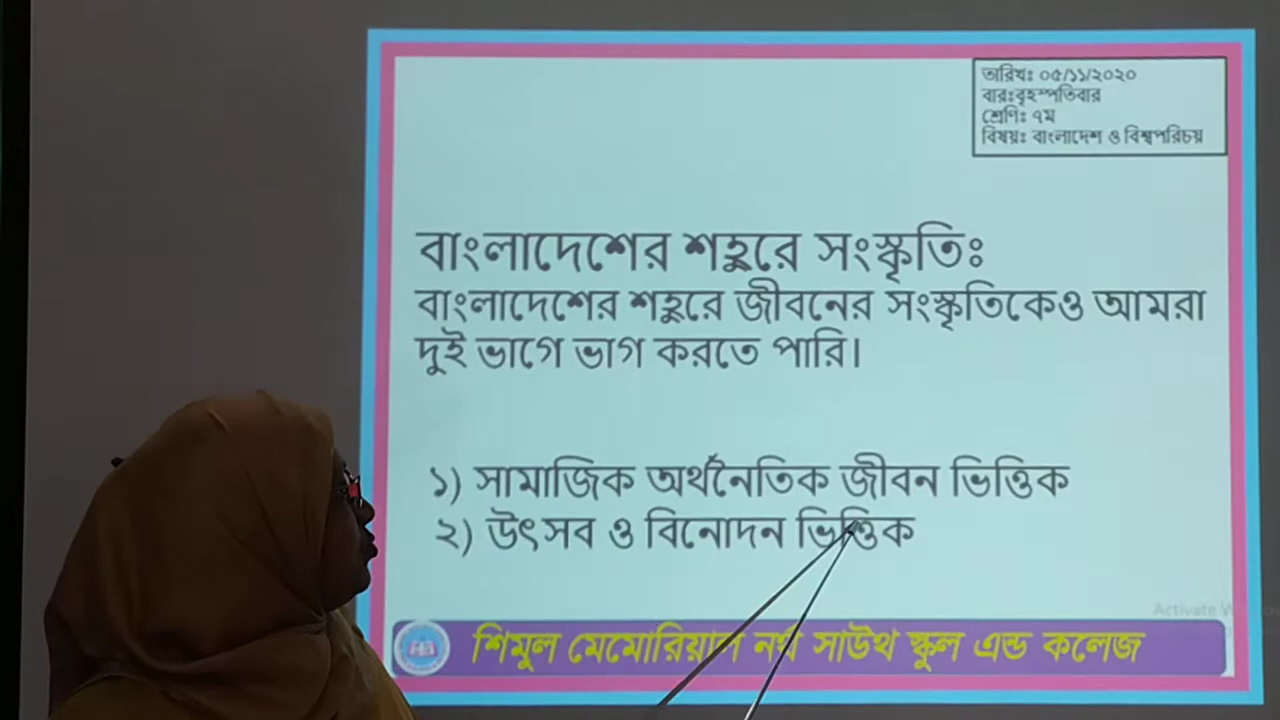 তারিখঃ ০৫/১১/২০২০
বারঃবৃহস্পতিবার
শ্রেণিঃ ৭ম
বিষয়ঃ বাংলাদেশ ও বিশ্বপরিচয়
বাংলাদেশের শহুরে সংস্কৃতিঃ
বাংলাদেশের শহুরে জীবনের সংস্কৃতিকেও আমরা
দুই ভাগে ভাগ করতে পারি।
১) সামাজিক অর্থনৈতিক জীবন ভিত্তিক
২) উৎসব ও বিনোদন ভিত্তিক
Activate
শিমুল মেমোরিয়াল নর্থ সাউথ স্কুল এন্ড কলেজ